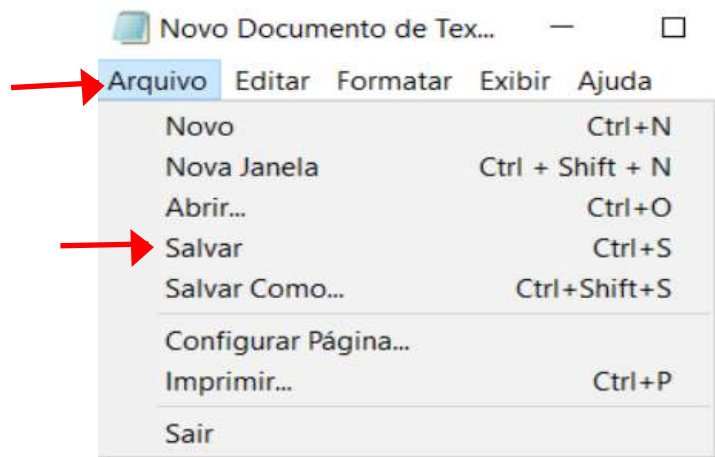 Novo Documento de Tex...
Arquivo Editar Formatar Exibir Ajuda
Novo Ctrl+N
Nova Janela Ctrl + Shift + N
Abrir... Ctrl+O
Salvar Ctrl+S
Salvar Como... Ctrl+Shift+S
Configurar Página...
Imprimir... Ctrl+P
Sair